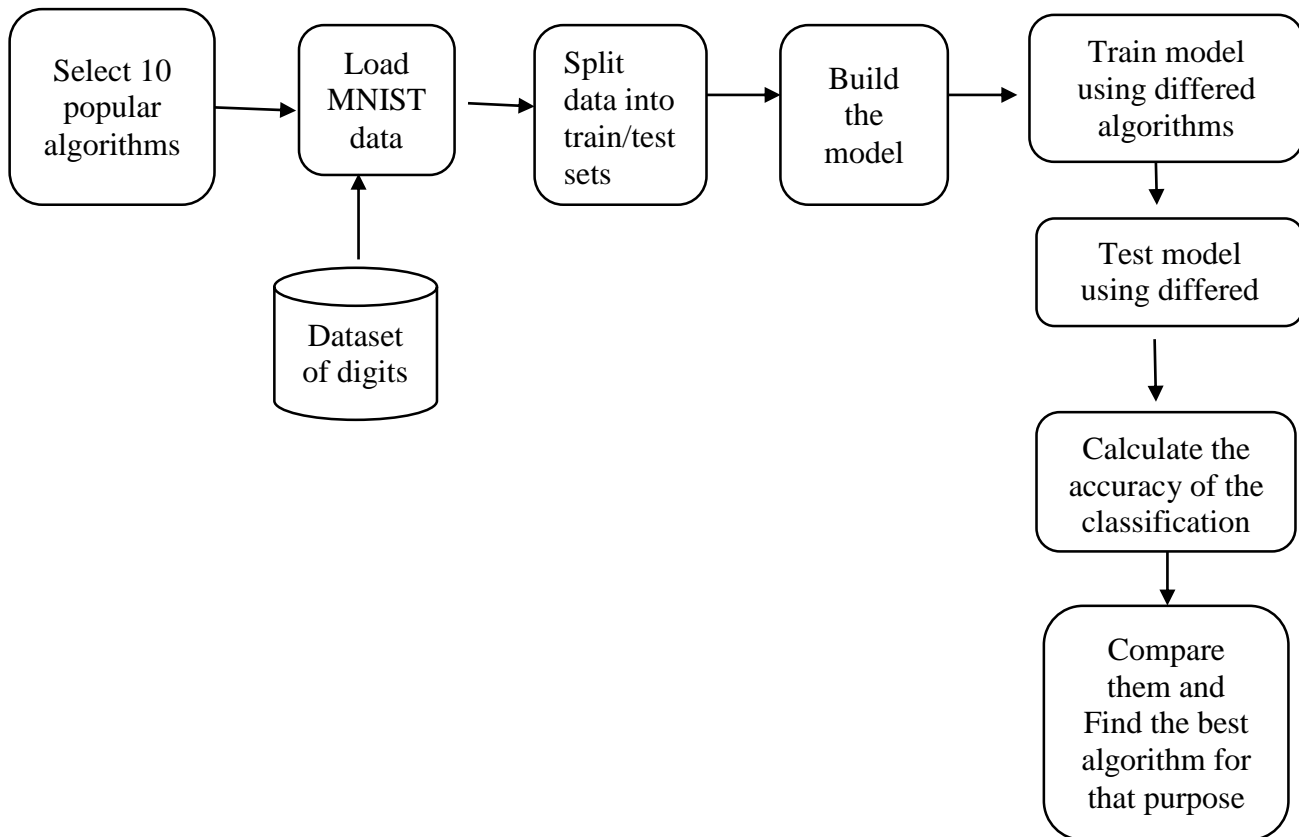 Select 10
popular
algorithms
Load
MNIST
data
Split
data into
train/test
sets
Build
the
model
Train model
using differed
algorithms
Test model
using differed
Dataset
of digits
Calculate the
accuracy of the
classification
Compare
them and
Find the best
algorithm for
that purpose